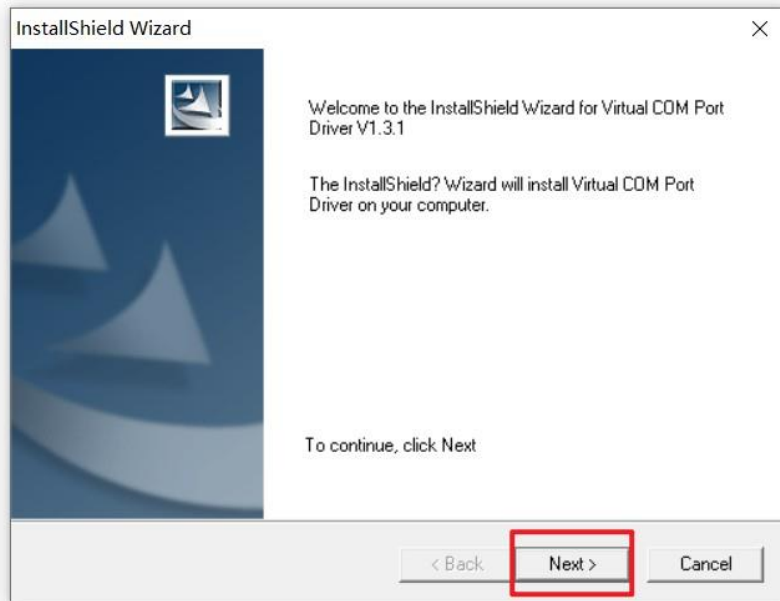 InstallShield Wizard
Welcome to the InstallShield Wizard for Virtual COM Port
Driver V1.3.1
The InstallShield? Wizard will install Virtual COM Port
Driver on your computer.
To continue, click Next
< Back
Next >
Cancel